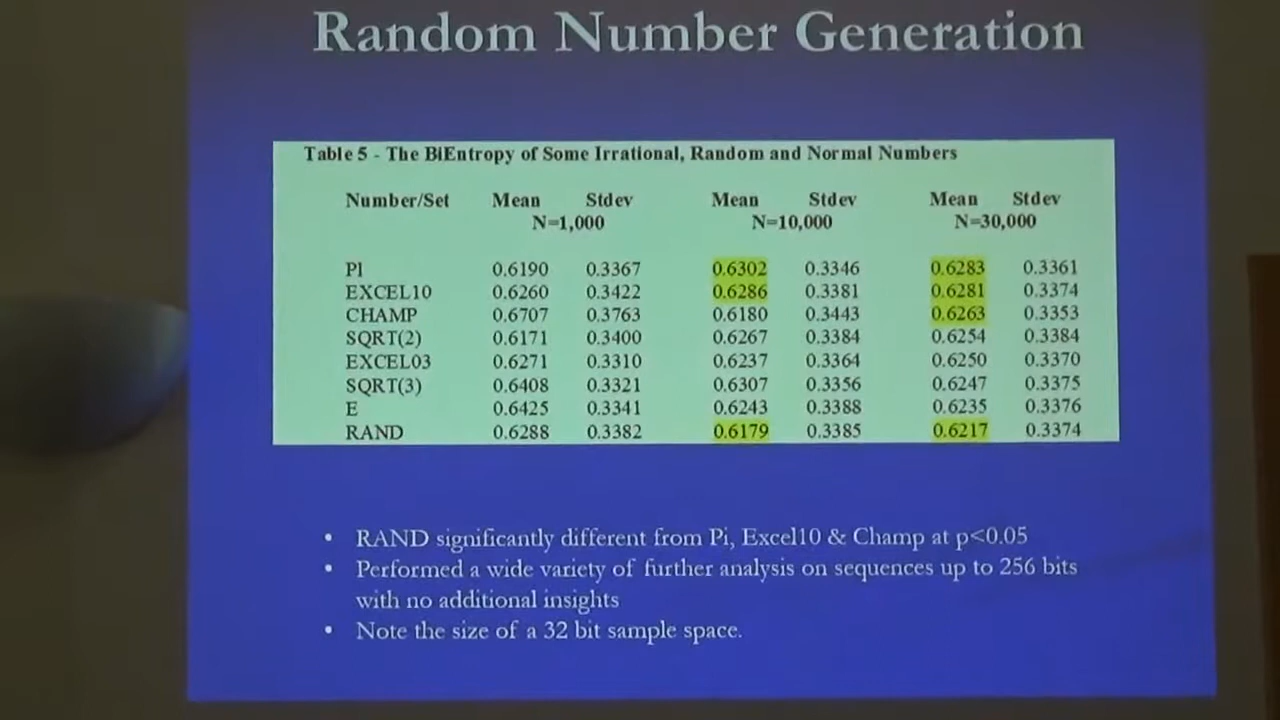 Random Number Generation
Table 5 - The BiEntropy of Some Irrational, Random and Normal Numbers
Number/Set Mean Stdev Mean Stdev Mean Stdev
N=1,000 N=10,000 N=30,000
PI 0.6190 0.3367 0.6302 0.3346 0.6283 0.3361
EXCEL10 0.6260 0.3422 0.6286 0.3381 0.6281 0.3374
CHAMP 0.6707 0.3763 0.6180 0.3443 0.6263 0.3353
SQRT(2) 0.6171 0.3400 0.6267 0.3384 0.6254 0.3384
EXCEL03 0.6271 0.3310 0.6237 0.3364 0.6250 0.3370
SQRT(3) 0.6408 0.3321 0.6307 0.3356 0.6247 0.3375
E 0.6425 0.3341 0.6243 0.3388 0.6235 0.3376
RAND 0.6288 0.3382 0.6179 0.3385 0.6217 0.3374
• RAND significantly different from Pi, Excel10 & Champ at p<0.05
• Performed a wide variety of further analysis on sequences up to 256 bits
with no additional insights
• Note the size of a 32 bit sample space.